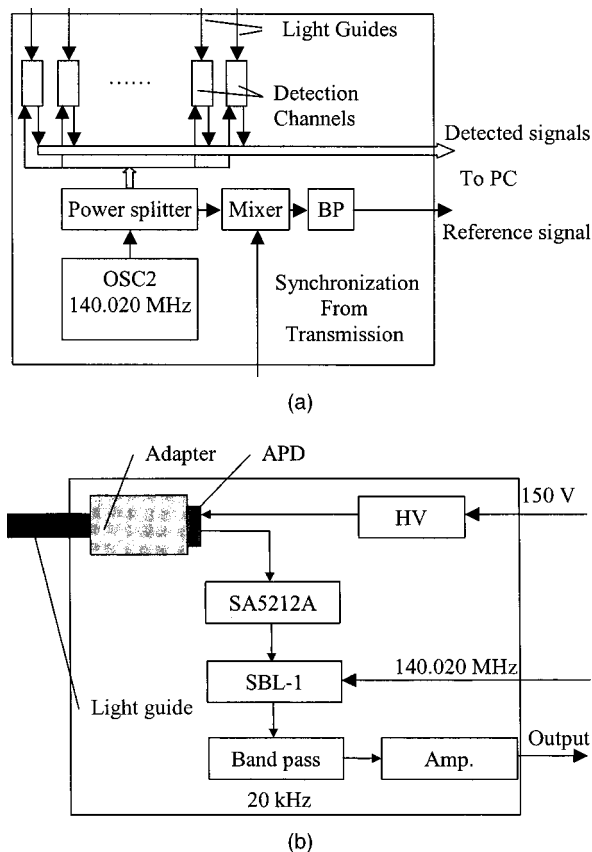 Light Guides
......
Detection
Channels
Detected signals
To PC
Power splitter
Mixer
BP
Reference signal
OSC2
140.020 MHz
Synchronization
From
Transmission
(a)
Adapter
APD
150 V
HV
SA5212A
SBL-1
140.020 MHz
Light guide
Output
Band pass
Amp.
20 kHz
(b)